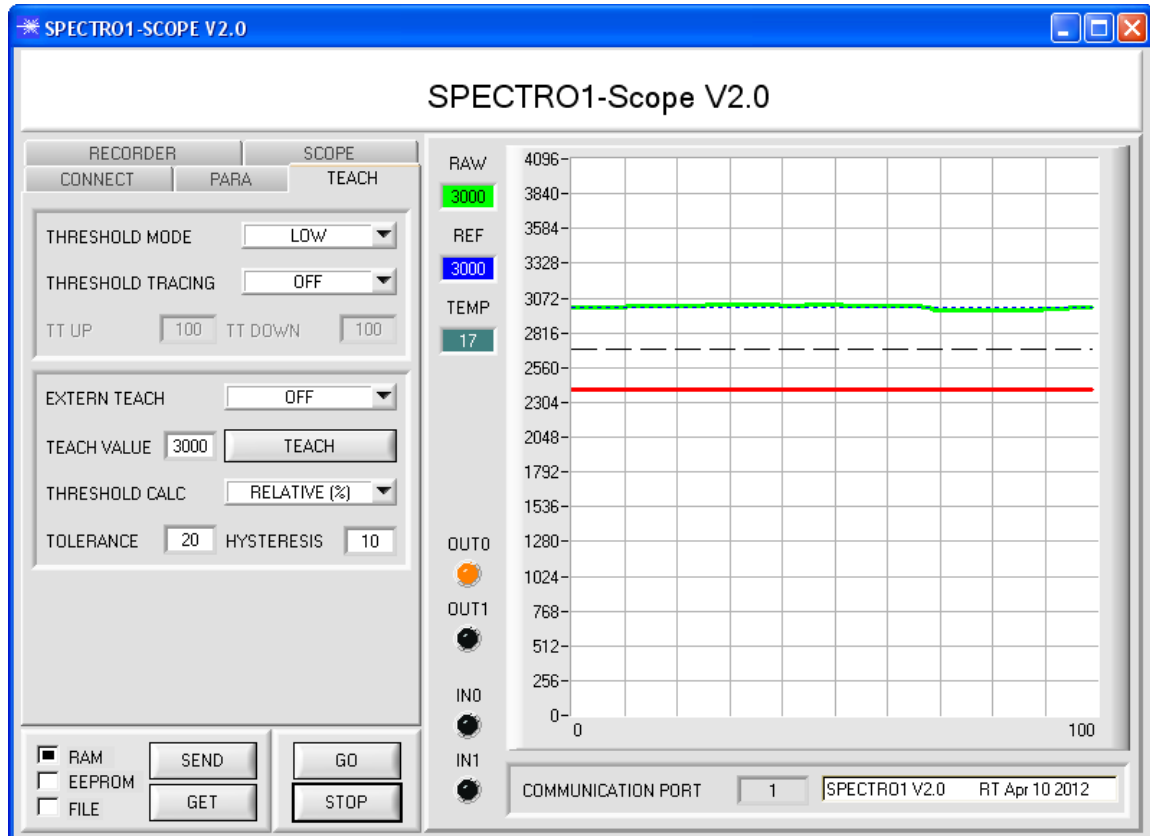 SPECTRO1-SCOPE V2.0
SPECTRO1-Scope V2.0
RECORDER SCOPE
CONNECT PARA TEACH
THRESHOLD MODE LOW
THRESHOLD TRACING OFF
TT UP 100 TT DOWN 100
EXTERN TEACH OFF
TEACH VALUE 3000 TEACH
THRESHOLD CALC RELATIVE (%)
TOLERANCE 20 HYSTERESIS 10
RAM
EEPROM
FILE
SEND
GET
GO
STOP
RAW
3000
REF
3000
TEMP
17
OUT0
OUT1
IN0
IN1
4096
3840
3584
3328
3072
2816
2560
2304
2048
1792
1536
1280
1024
768
512
256
0
0 100
COMMUNICATION PORT 1 SPECTRO1 V2.0 RT Apr 10 2012